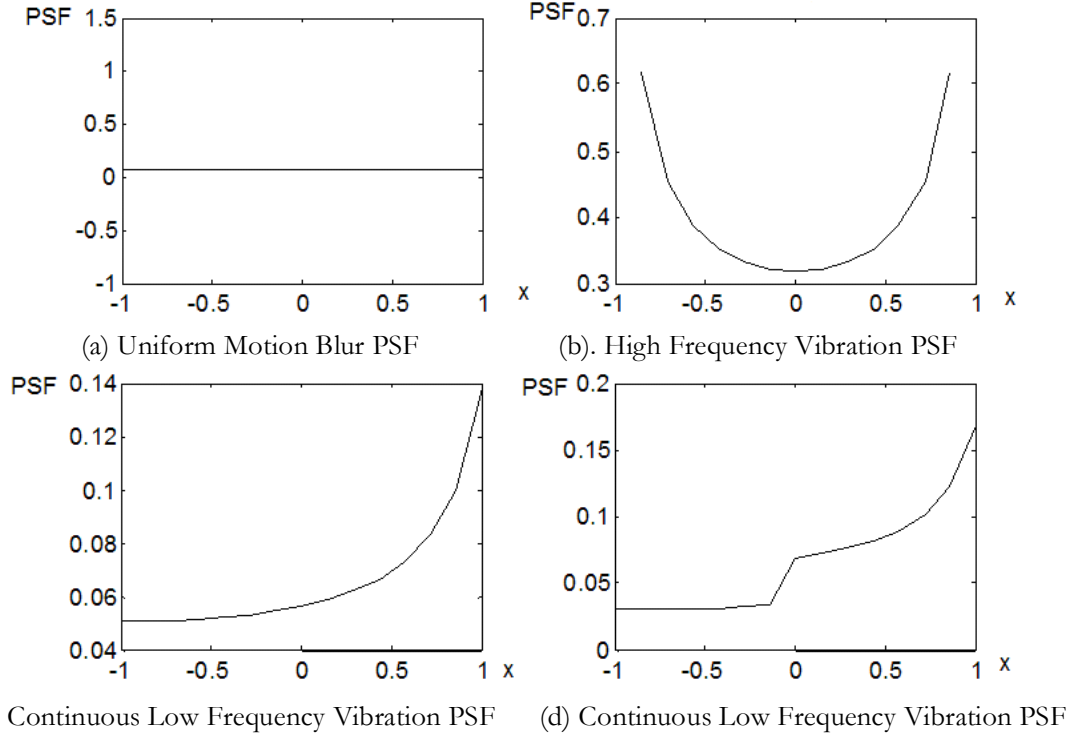 PSF
1.5
1
0.5
0
-0.5
-1
-1 -0.5 0 0.5 1 x
(a) Uniform Motion Blur PSF
PSF
0.7
0.6
0.5
0.4
0.3
-1 -0.5 0 0.5 1 x
(b). High Frequency Vibration PSF
PSF
0.14
0.12
0.1
0.08
0.06
0.04
-1 -0.5 0 0.5 1 x
Continuous Low Frequency Vibration PSF
PSF
0.2
0.15
0.1
0.05
0
-1 -0.5 0 0.5 1 x
(d). Continuous Low Frequency Vibration PSF